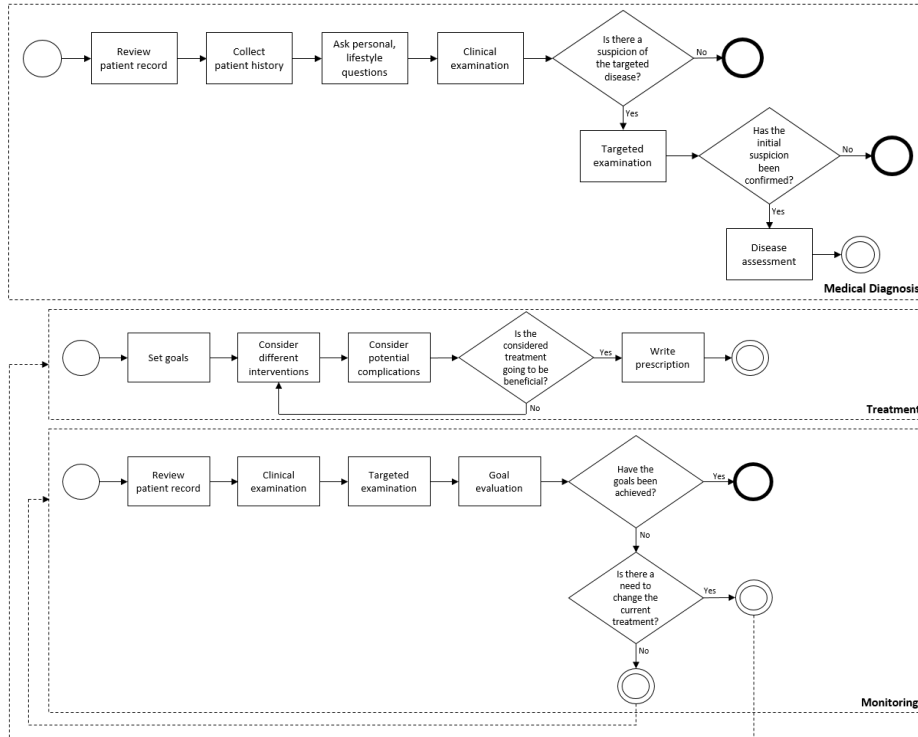 Review
patient record
Collect
patient history
Ask personal,
lifestyle
questions
Clinical
examination
Is there a
suspicion of
the targeted
disease?
No
Yes
Targeted
examination
Has the
initial
suspicion
been
confirmed?
No
Yes
Disease
assessment
Medical Diagnosis
Set goals
Consider
different
interventions
Consider
potential
complications
Is the
considered
treatment
going to be
beneficial?
Yes
No
Write
prescription
Treatment
Review
patient record
Clinical
examination
Targeted
examination
Goal
evaluation
Have the
goals been
achieved?
Yes
No
Is there a
need to
change the
current
treatment?
Yes
No
Monitoring